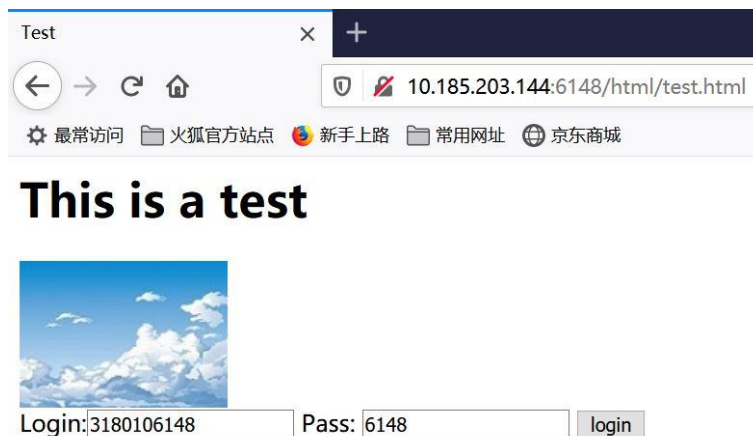 Test
10.185.203.144:6148/html/test.html
最常访问 火狐官方站点 新手上路 常用网址 京东商城
This is a test
Login: 3180106148 Pass: 6148 login